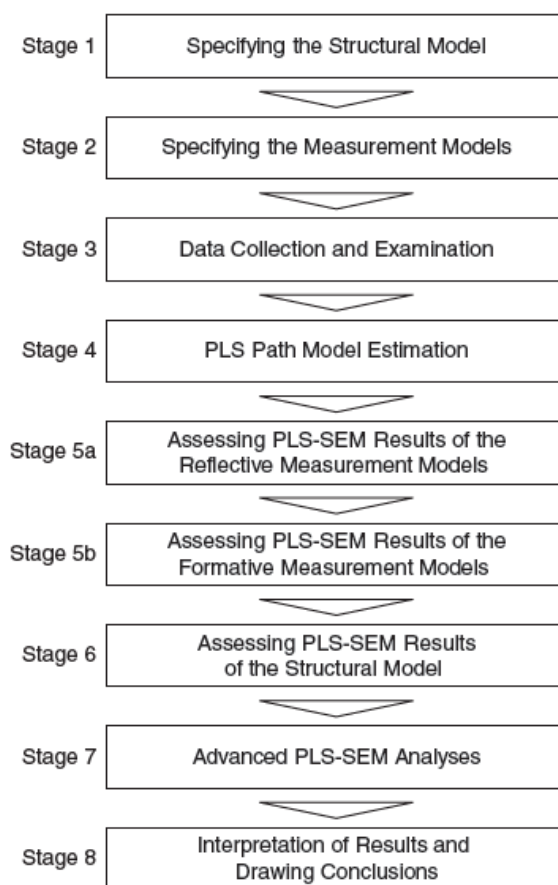 Stage 1
Specifying the Structural Model
Stage 2
Specifying the Measurement Models
Stage 3
Data Collection and Examination
Stage 4
PLS Path Model Estimation
Stage 5a
Assessing PLS-SEM Results of the
Reflective Measurement Models
Stage 5b
Assessing PLS-SEM Results of the
Formative Measurement Models
Stage 6
Assessing PLS-SEM Results
of the Structural Model
Stage 7
Advanced PLS-SEM Analyses
Stage 8
Interpretation of Results and
Drawing Conclusions